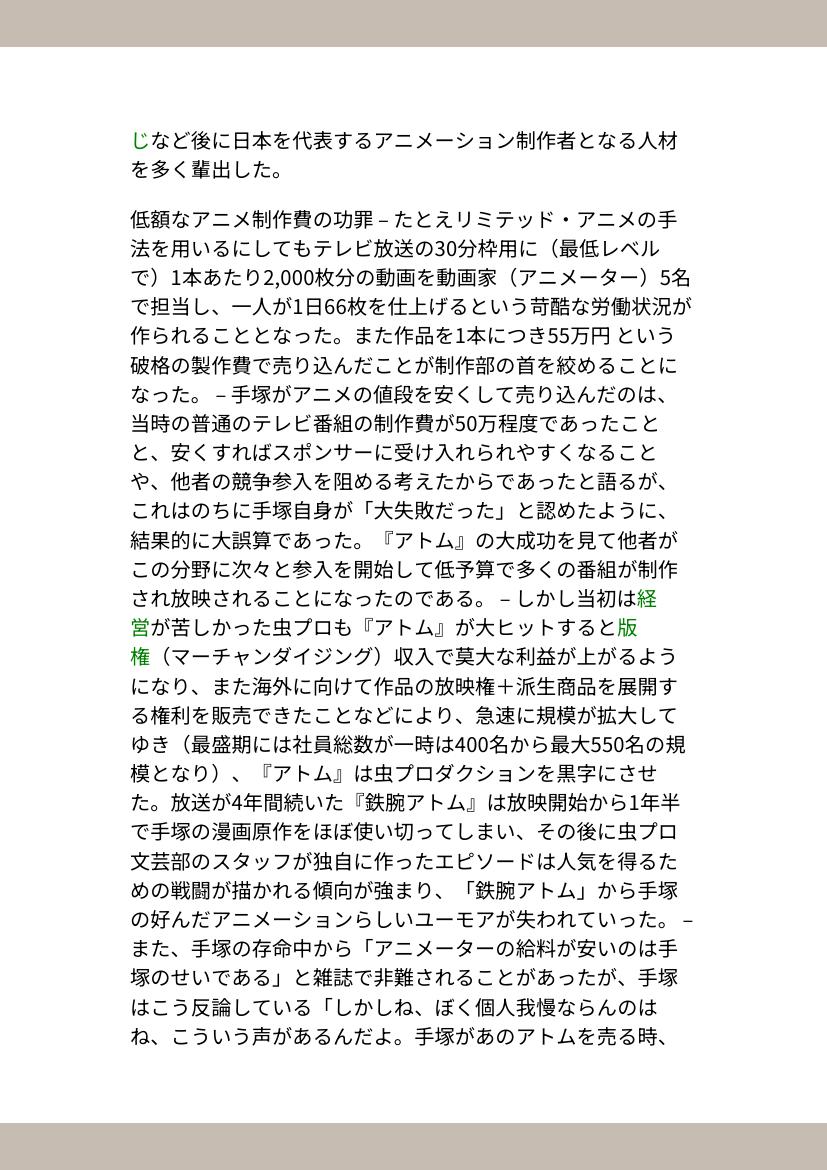 じなど後に日本を代表するアニメーション制作者となる人材
を多く輩出した。
低額なアニメ制作費の功罪 – たとえリミテッド・アニメの手
法を用いるにしてもテレビ放送の30分枠用に（最低レベル
で）1本あたり2,000枚分の動画を動画家（アニメーター）5名
で担当し、一人が1日66枚を仕上げるという苛酷な労働状況が
作られることとなった。また作品を1本につき55万円 という
破格の製作費で売り込んだことが制作部の首を絞めることに
なった。 – 手塚がアニメの値段を安くして売り込んだのは、
当時の普通のテレビ番組の制作費が50万程度であったこと
と、安くすればスポンサーに受け入れられやすくなること
や、他者の競争参入を阻める考えたからであったと語るが、
これはのちに手塚自身が「大失敗だった」と認めたように、
結果的に大誤算であった。『アトム』の大成功を見て他者が
この分野に次々と参入を開始して低予算で多くの番組が制作
され放映されることになったのである。 – しかし当初は経
営が苦しかった虫プロも『アトム』が大ヒットすると版
権（マーチャンダイジング）収入で莫大な利益が上がるよう
になり、また海外に向けて作品の放映権＋派生商品を展開す
る権利を販売できたことなどにより、急速に規模が拡大して
ゆき（最盛期には社員総数が一時は400名から最大550名の規
模となり）、『アトム』は虫プロダクションを黒字にさせ
た。放送が4年間続いた『鉄腕アトム』は放映開始から1年半
で手塚の漫画原作をほぼ使い切ってしまい、その後に虫プロ
文芸部のスタッフが独自に作ったエピソードは人気を得るた
めの戦闘が描かれる傾向が強まり、「鉄腕アトム」から手塚
の好んだアニメーションらしいユーモアが失われていった。 –
また、手塚の存命中から「アニメーターの給料が安いのは手
塚のせいである」と雑誌で非難されることがあったが、手塚
はこう反論している「しかしね、ぼく個人我慢ならんのは
ね、こういう声があるんだよ。手塚があのアトムを売る時、